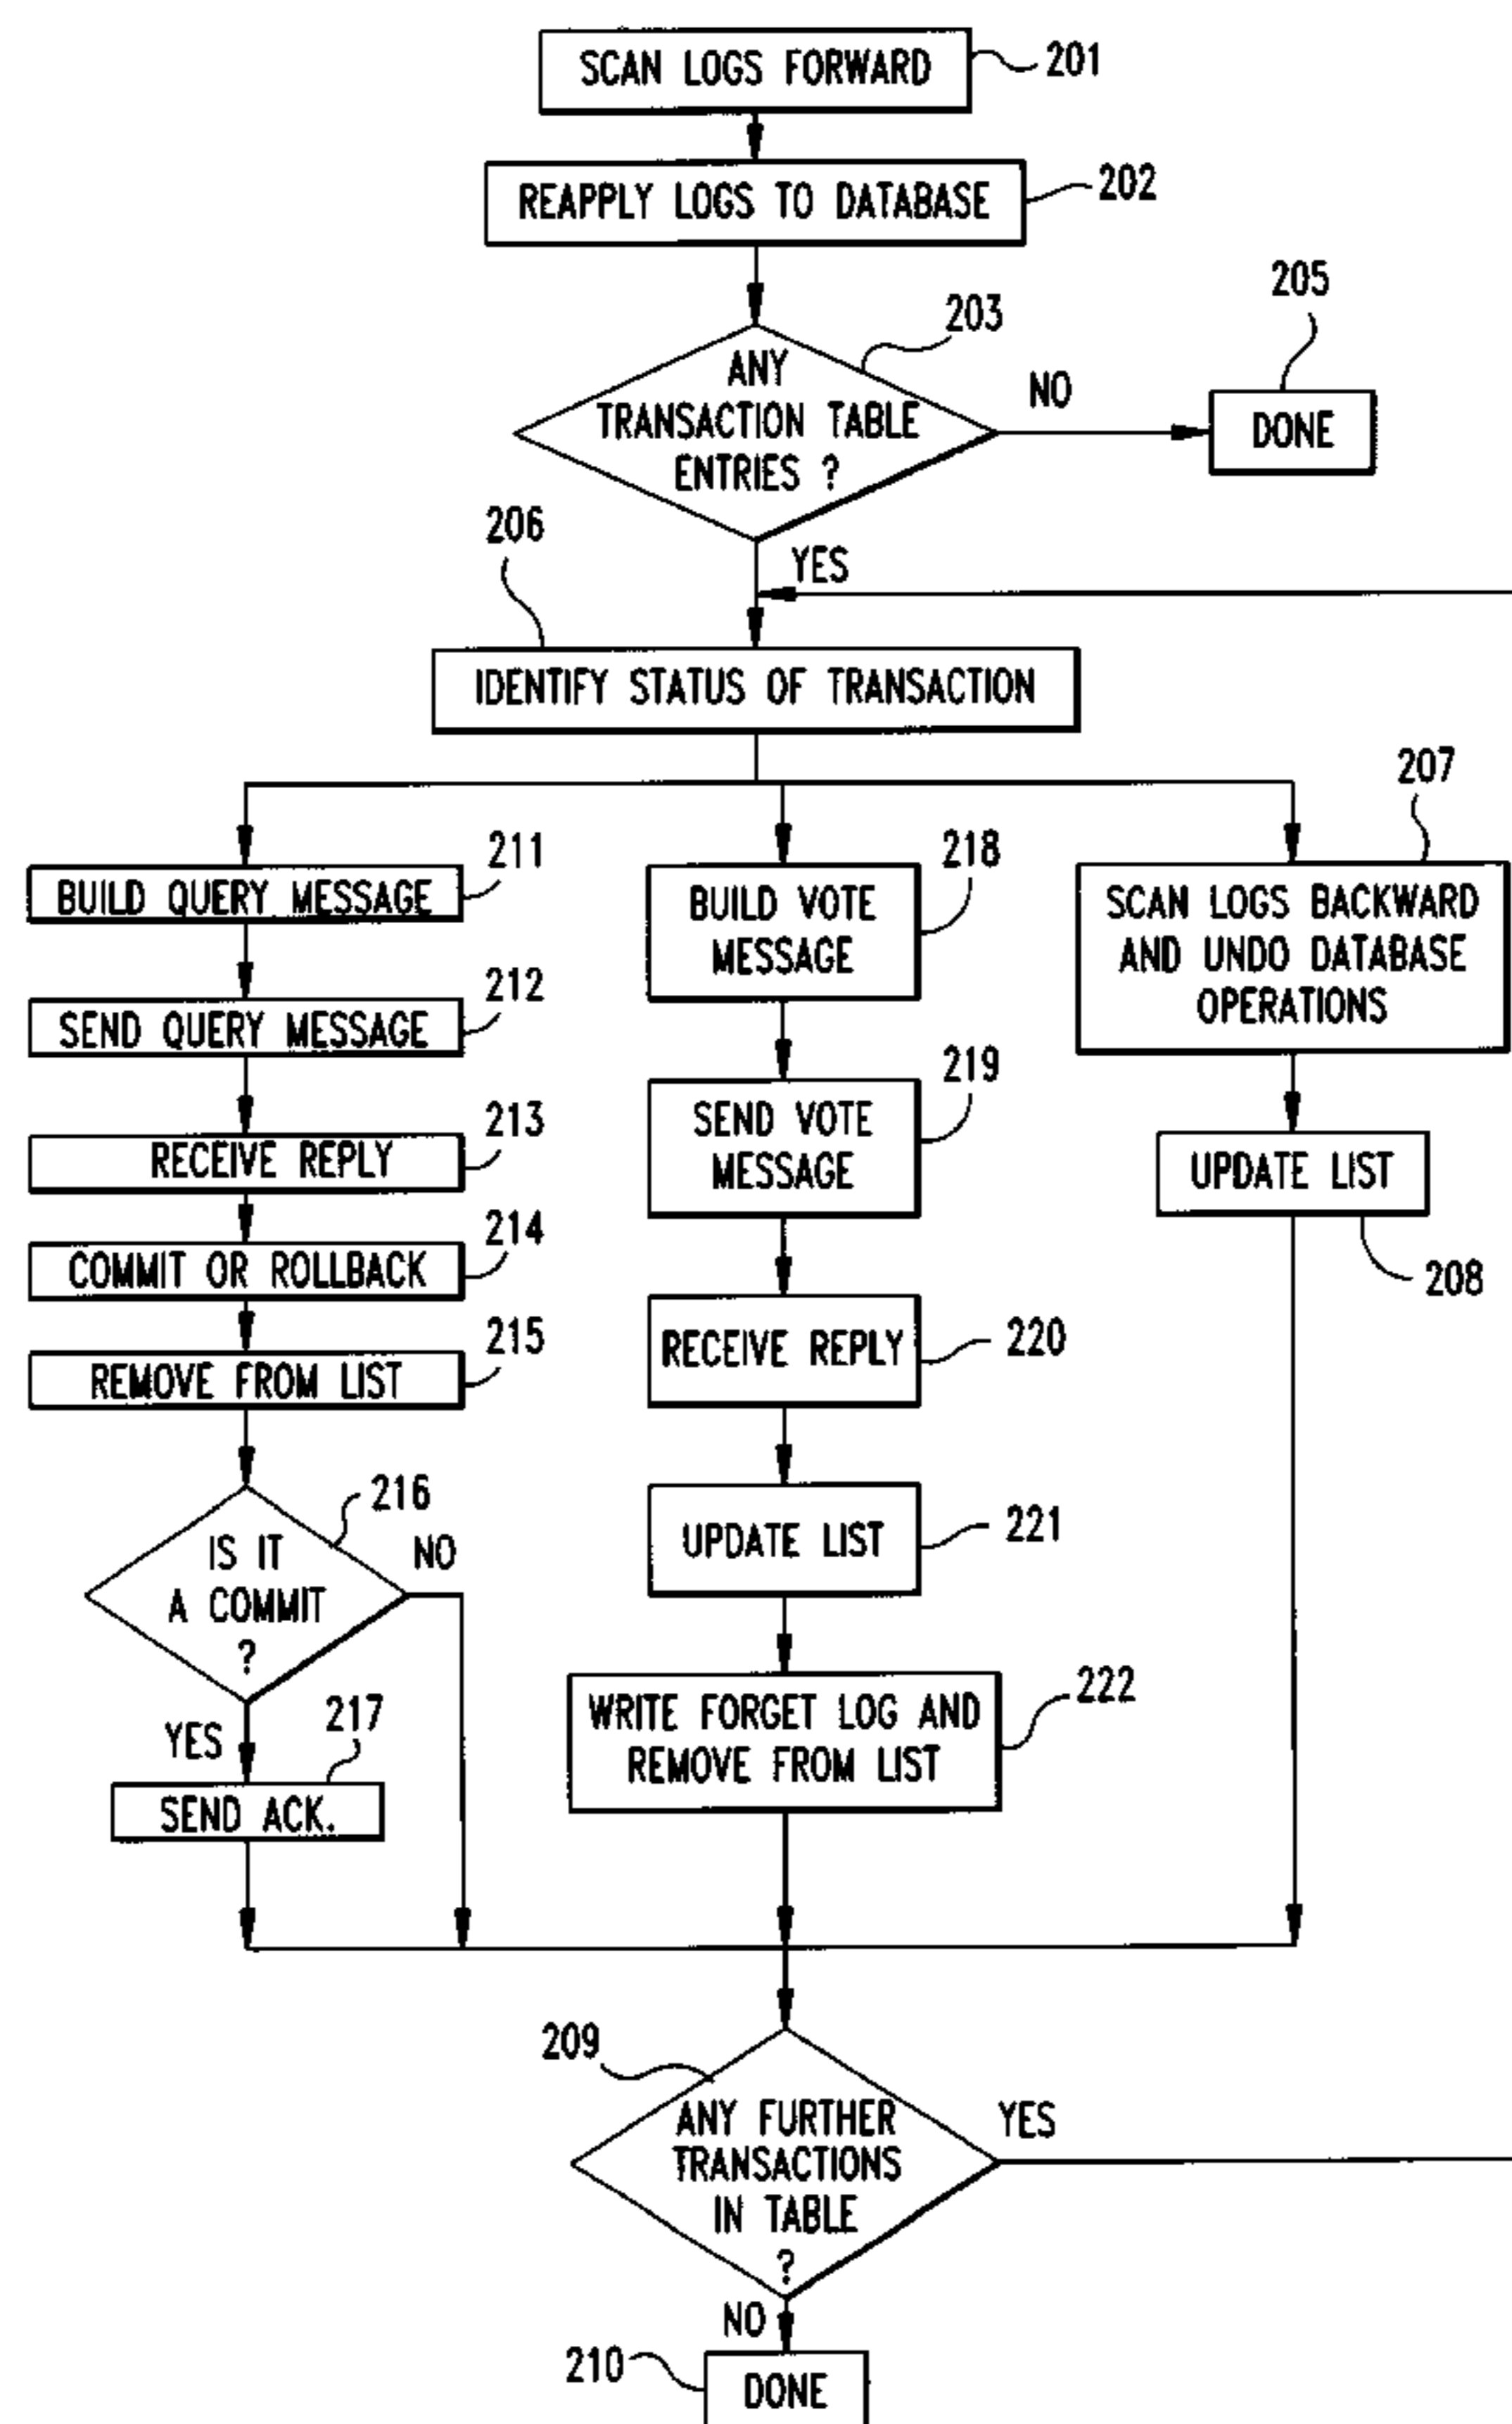 SCAN LOGS FORWARD
201
REAPPLY LOGS TO DATABASE
202
203
ANY
TRANSACTION TABLE
ENTRIES ?
NO
205
DONE
YES
206
IDENTIFY STATUS OF TRANSACTION
211
BUILD QUERY MESSAGE
212
SEND QUERY MESSAGE
213
RECEIVE REPLY
214
COMMIT OR ROLLBACK
215
REMOVE FROM LIST
216
IS IT
A COMMIT
?
NO
YES
217
SEND ACK.
218
BUILD VOTE
MESSAGE
219
SEND VOTE
MESSAGE
220
RECEIVE REPLY
221
UPDATE LIST
222
WRITE FORGET LOG AND
REMOVE FROM LIST
207
SCAN LOGS BACKWARD
AND UNDO DATABASE
OPERATIONS
UPDATE LIST
208
209
ANY FURTHER
TRANSACTIONS
IN TABLE
?
YES
NO
210
DONE